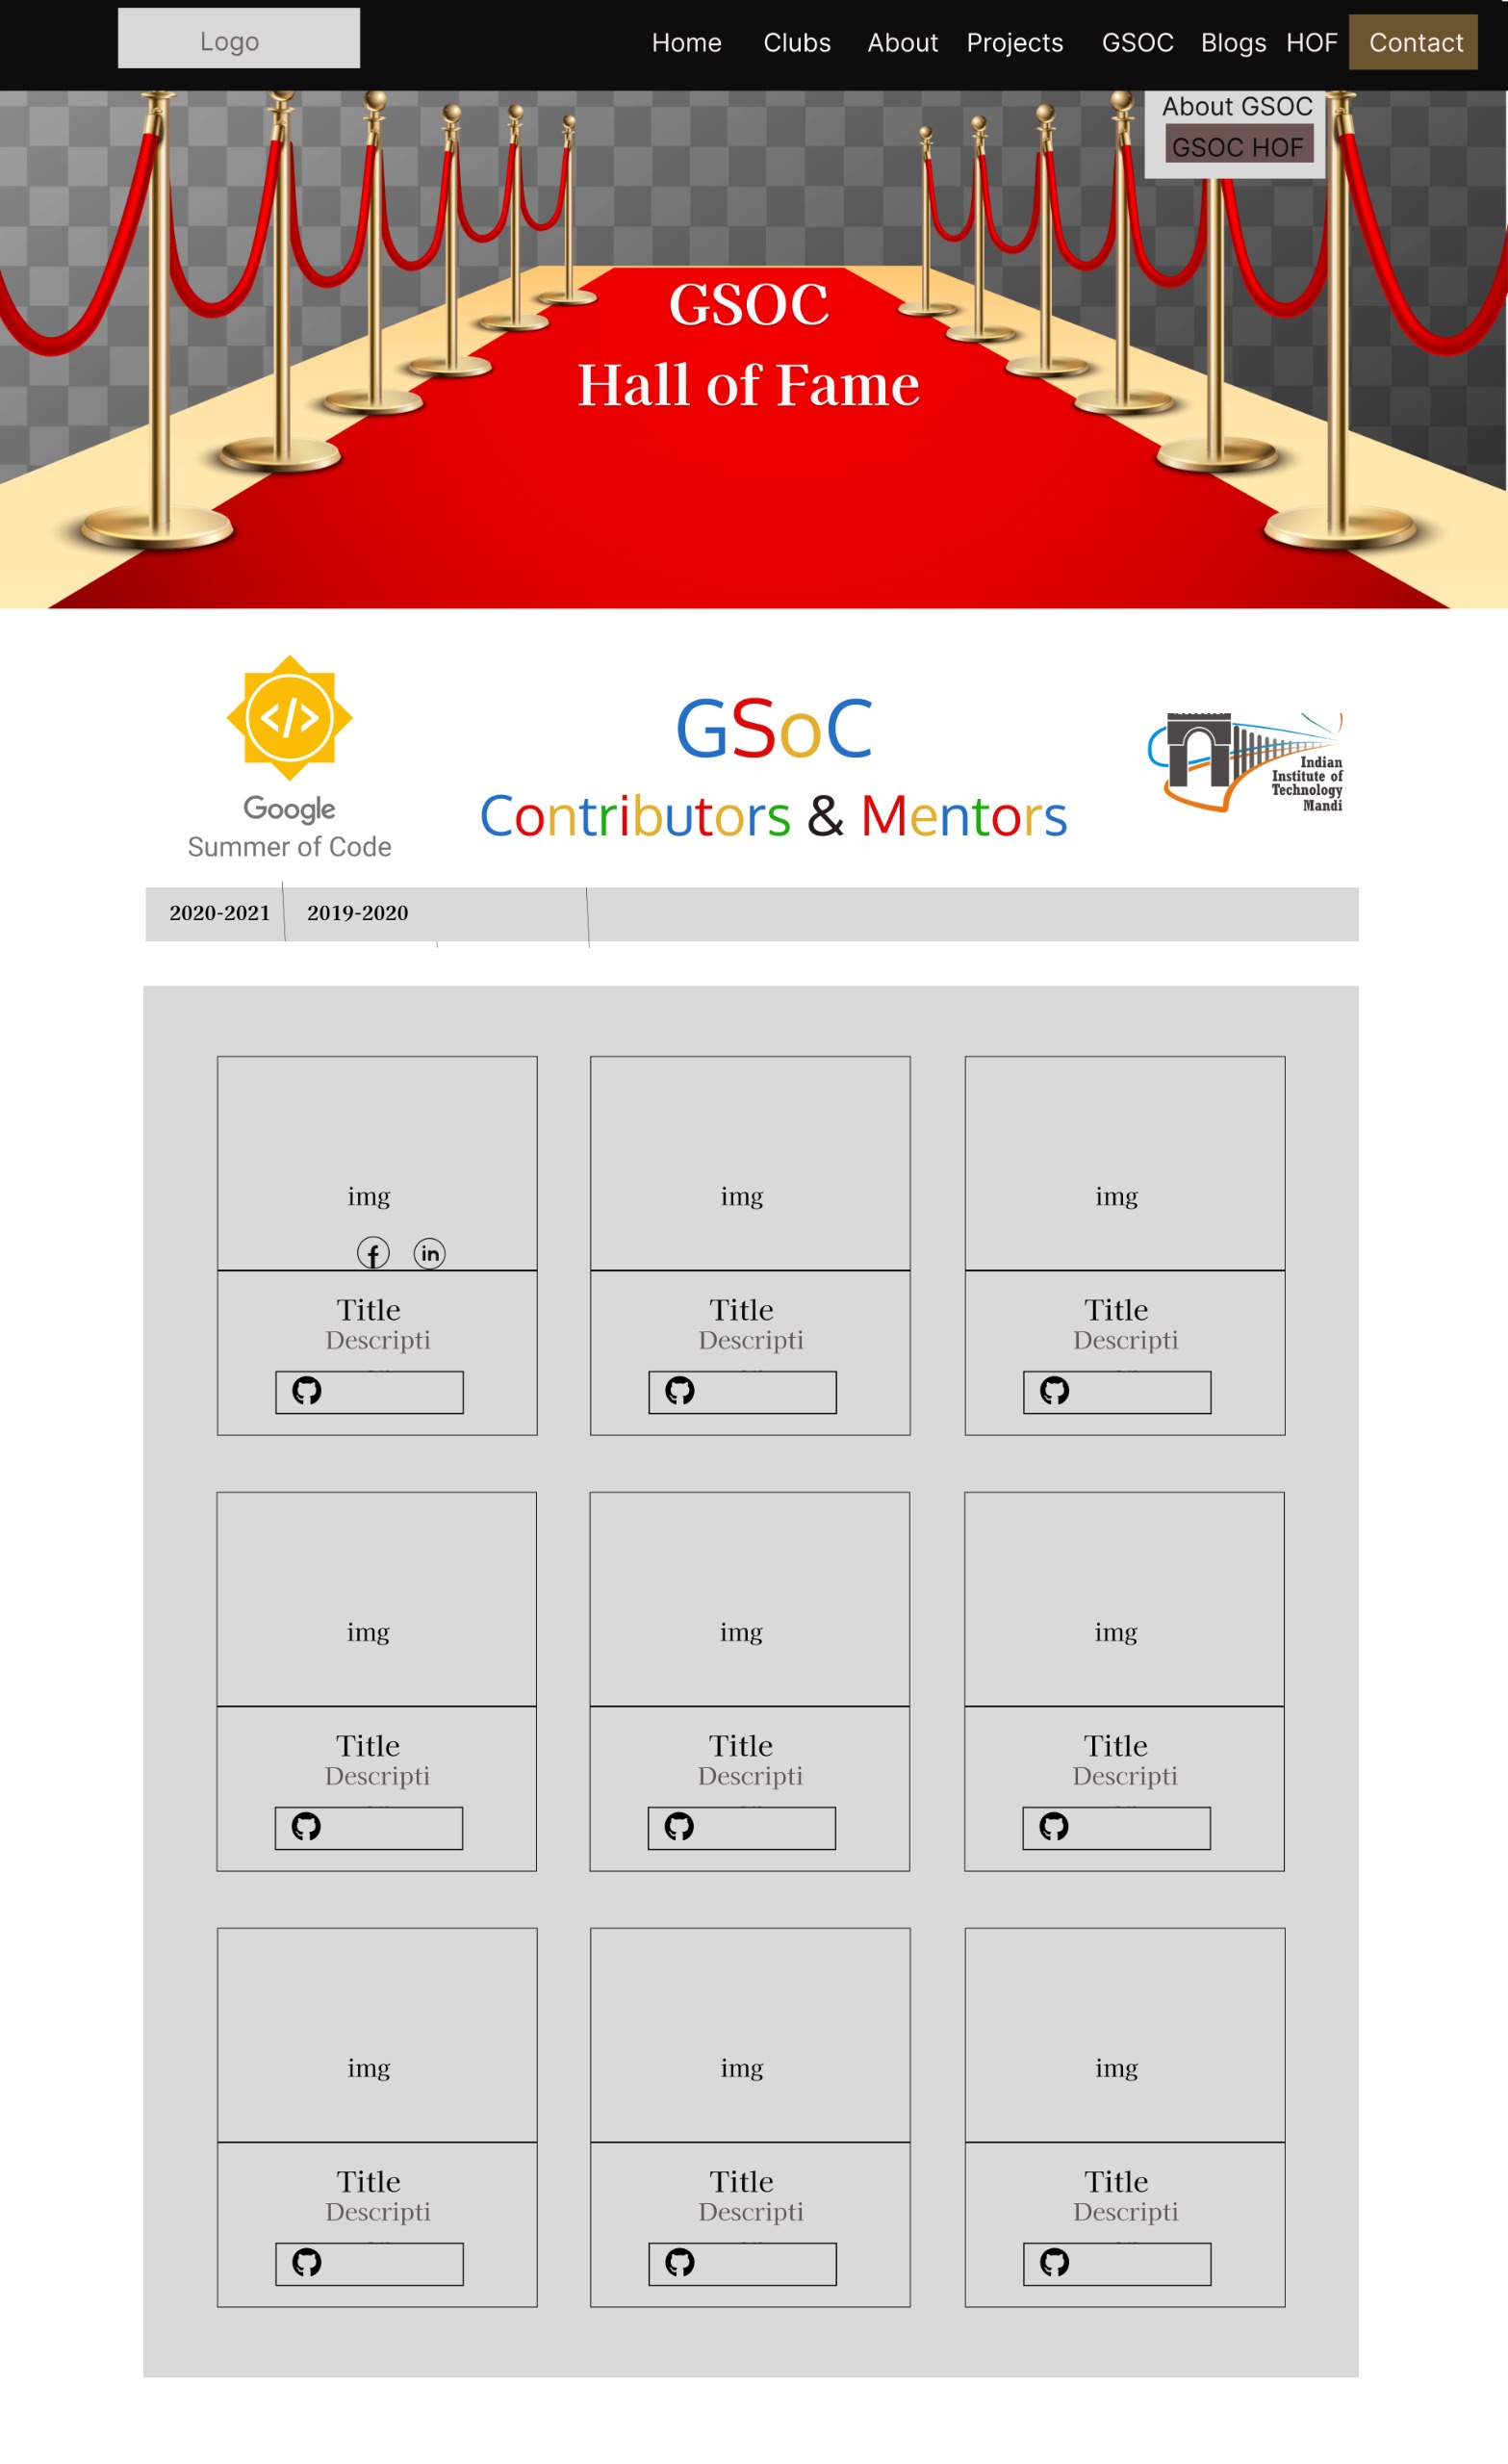 Logo Home Clubs About Projects GSOC Blogs HOF Contact
About GSOC
GSOC HOF
GSOC
Hall of Fame
</>
Google
Summer of Code
GSoC
Contributors & Mentors
Indian
Institute of
Technology
Mandi
2020-2021 2019-2020
img img img
f in
Title Title Title
Descripti Descripti Descripti
img img img
Title Title Title
Descripti Descripti Descripti
img img img
Title Title Title
Descripti Descripti Descripti